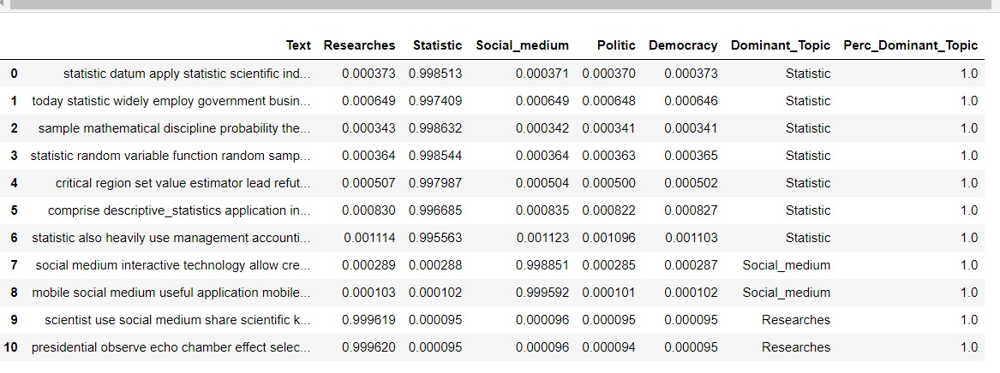 Text Researches Statistic Social_medium Politic Democracy Dominant_Topic Perc_Dominant_Topic
0 statistic datum apply statistic scientific ind... 0.000373 0.998513 0.000371 0.000370 0.000373 Statistic 1.0
1 today statistic widely employ government busin... 0.000649 0.997409 0.000649 0.000648 0.000646 Statistic 1.0
2 sample mathematical discipline probability the... 0.000343 0.998632 0.000342 0.000341 0.000341 Statistic 1.0
3 statistic random variable function random samp... 0.000364 0.998544 0.000364 0.000363 0.000365 Statistic 1.0
4 critical region set value estimator lead refut... 0.000507 0.997987 0.000504 0.000500 0.000502 Statistic 1.0
5 comprise descriptive_statistics application in... 0.000830 0.996685 0.000835 0.000822 0.000827 Statistic 1.0
6 statistic also heavily use management accounti... 0.001114 0.995563 0.001123 0.001096 0.001103 Statistic 1.0
7 social medium interactive technology allow cre... 0.000289 0.000288 0.998851 0.000285 0.000287 Social_medium 1.0
8 mobile social medium useful application mobile... 0.000103 0.000102 0.999592 0.000101 0.000102 Social_medium 1.0
9 scientist use social medium share scientific k... 0.999619 0.000095 0.000096 0.000095 0.000095 Researches 1.0
10 presidential observe echo chamber effect selec... 0.999620 0.000095 0.000096 0.000094 0.000095 Researches 1.0